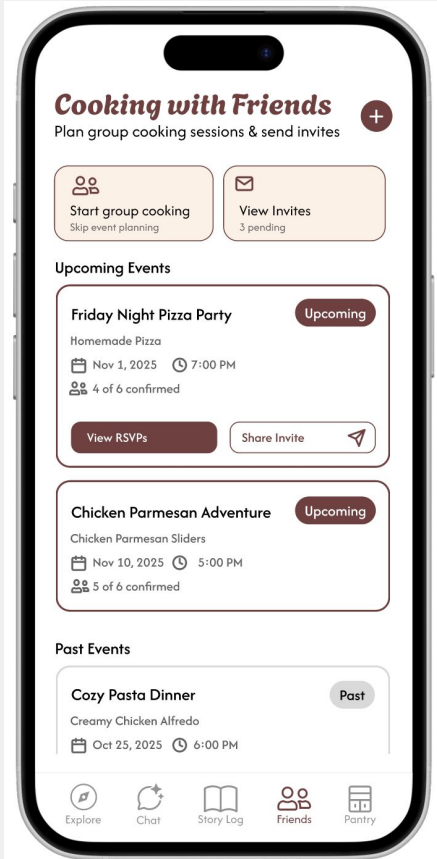 Cooking with Friends
Plan group cooking sessions & send invites
Start group cooking
Skip event planning
View Invites
3 pending
Upcoming Events
Friday Night Pizza Party
Upcoming
Homemade Pizza
Nov 1, 2025 7:00 PM
4 of 6 confirmed
View RSVPs
Share Invite
Chicken Parmesan Adventure
Upcoming
Chicken Parmesan Sliders
Nov 10, 2025 5:00 PM
5 of 6 confirmed
Past Events
Cozy Pasta Dinner
Past
Creamy Chicken Alfredo
Oct 25, 2025 6:00 PM
Explore
Chat
Story Log
Friends
Pantry